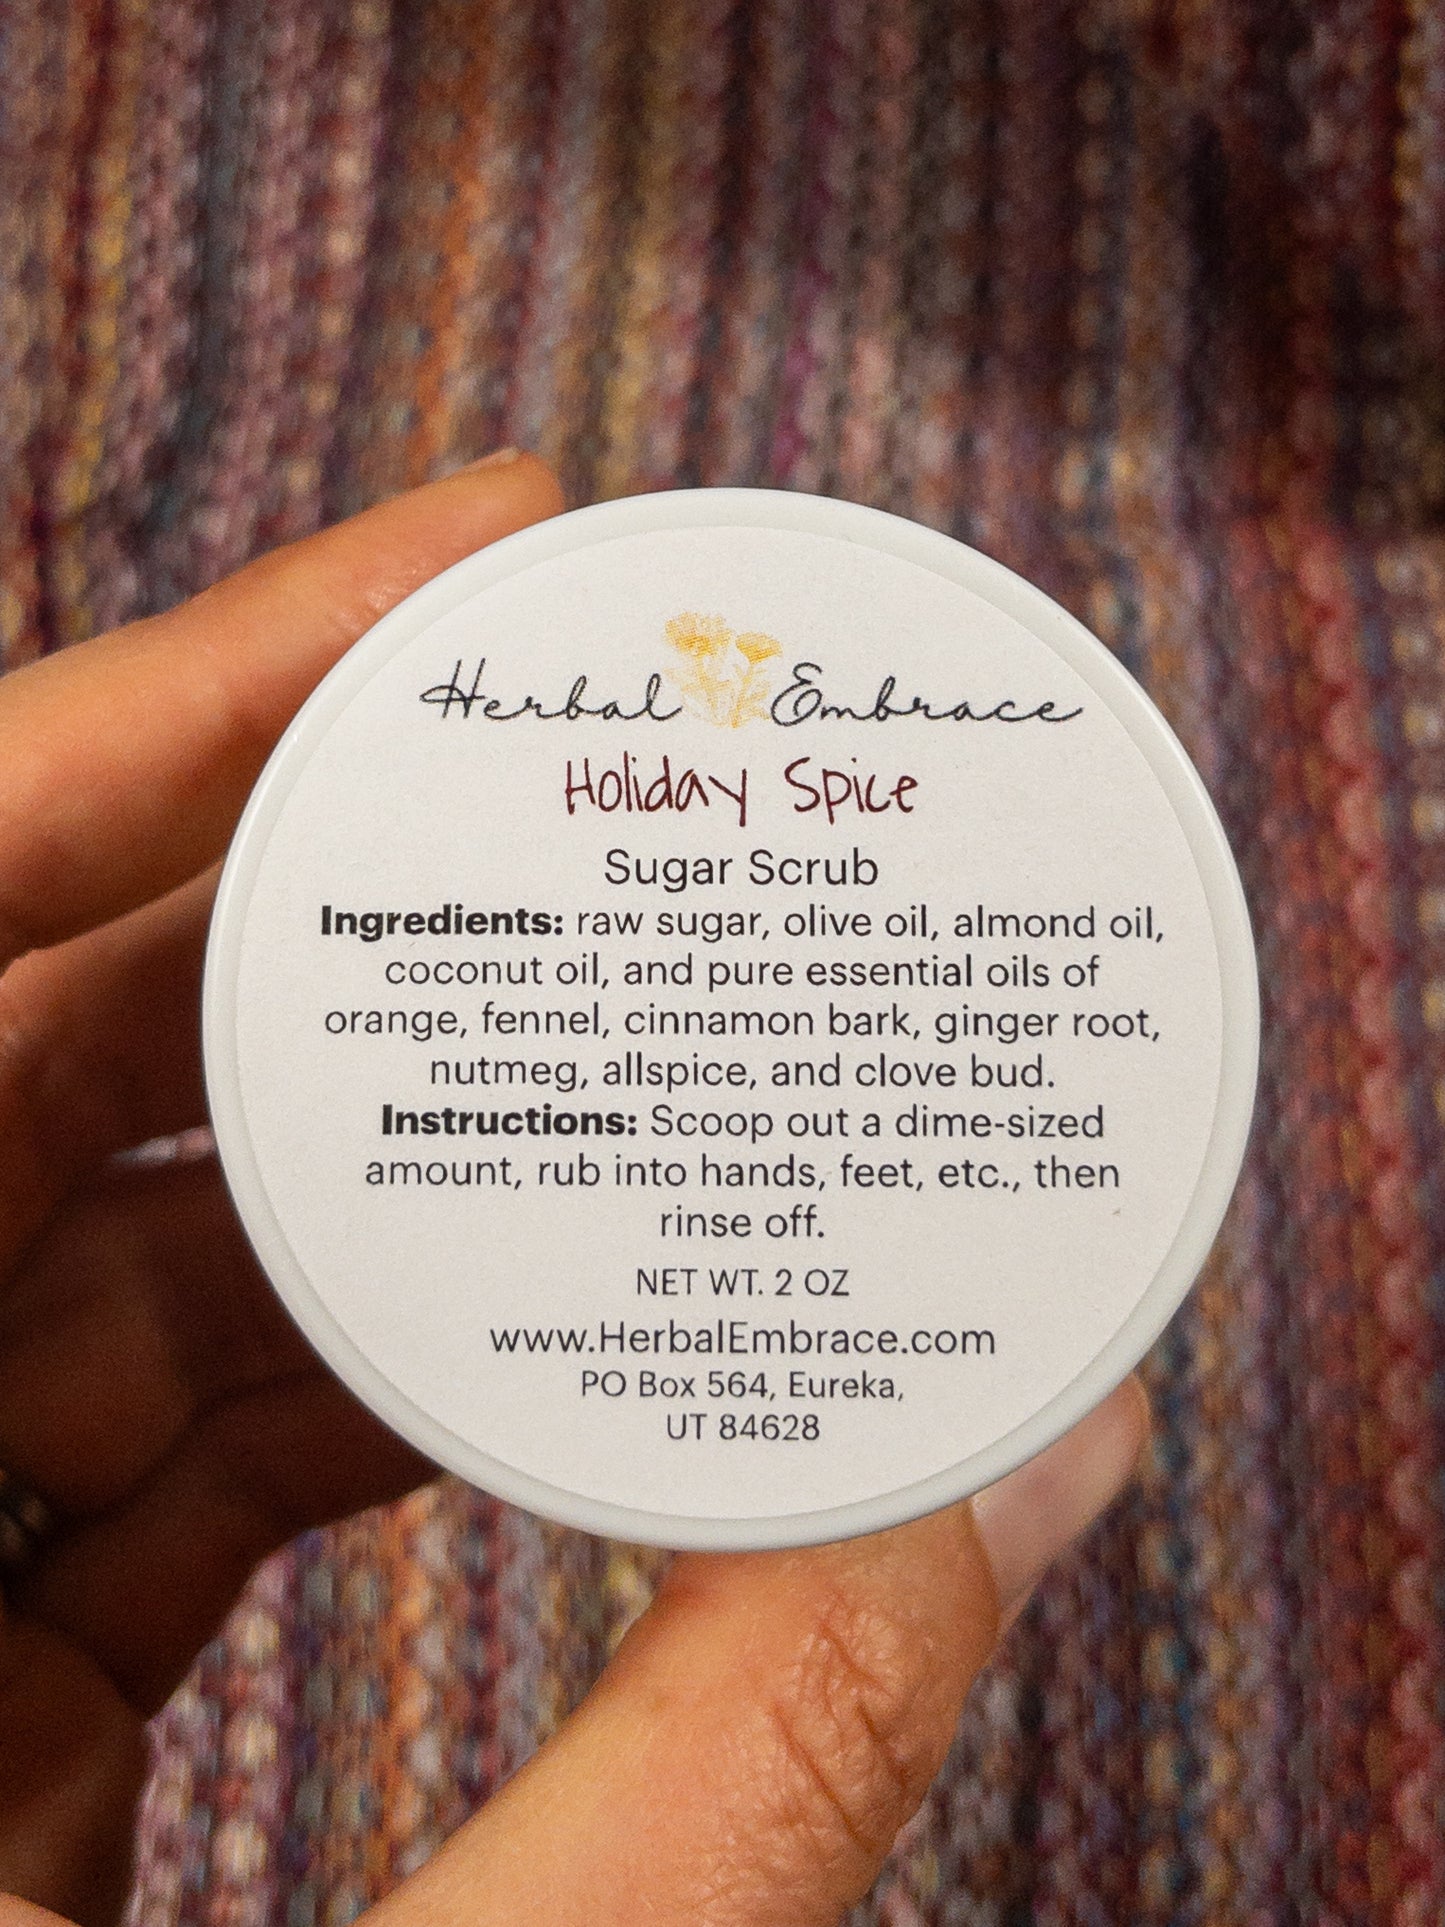 Herbal Embrace
Holiday Spice
Sugar Scrub
Ingredients: raw sugar, olive oil, almond oil,
coconut oil, and pure essential oils of
orange, fennel, cinnamon bark, ginger root,
nutmeg, allspice, and clove bud.
Instructions: Scoop out a dime-sized
amount, rub into hands, feet, etc., then
rinse off.
NET WT. 2 OZ
www.HerbalEmbrace.com
PO Box 564, Eureka,
UT 84628